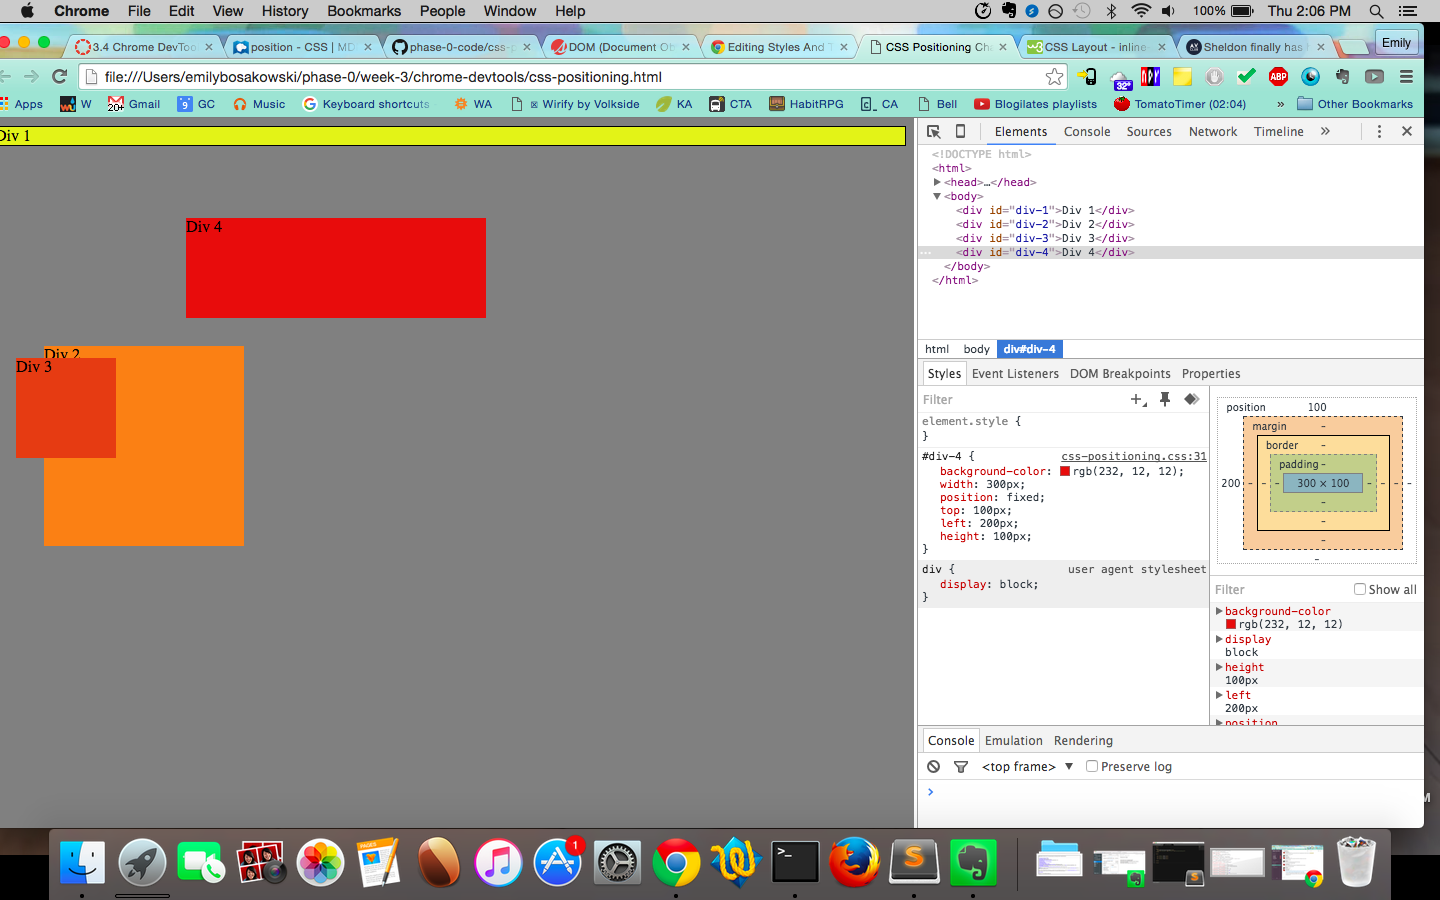 Chrome File Edit View History Bookmarks People Window Help 100% Thu 2:06 PM
3.4 Chrome DevToo × position - CSS | MD × phase-0-code/css-p × DOM (Document Ob × Editing Styles And T × CSS Positioning Cha × CSS Layout - inline- × Sheldon finally has × Emily
file:///Users/emilybosakowski/phase-0/week-3/chrome-devtools/css-positioning.html 32° ABP
Apps W 20+ Gmail 9 GC Music Keyboard shortcuts WA Wirify by Volkside KA CTA HabitRPG CA Bell Blogilates playlists TomatoTimer (02:04) » Other Bookmarks
Div 1
Div 4
Div 2
Div 3
Elements Console Sources Network Timeline »
<!DOCTYPE html>
<html>
<head>…</head>
<body>
<div id="div-1">Div 1</div>
<div id="div-2">Div 2</div>
<div id="div-3">Div 3</div>
… <div id="div-4">Div 4</div>
</body>
</html>
html body div#div-4
Styles Event Listeners DOM Breakpoints Properties
Filter
element.style {
}
#div-4 { css-positioning.css:31
background-color: rgb(232, 12, 12);
width: 300px;
position: fixed;
top: 100px;
left: 200px;
height: 100px;
}
div { user agent stylesheet
display: block;
}
position 100
margin -
border -
padding -
200 - - - 300 × 100 - - - -
-
-
-
-
Filter Show all
background-color
rgb(232, 12, 12)
display
block
height
100px
left
200px
position
Console Emulation Rendering
<top frame> ▼ Preserve log
>
M
1
PAGES
>_